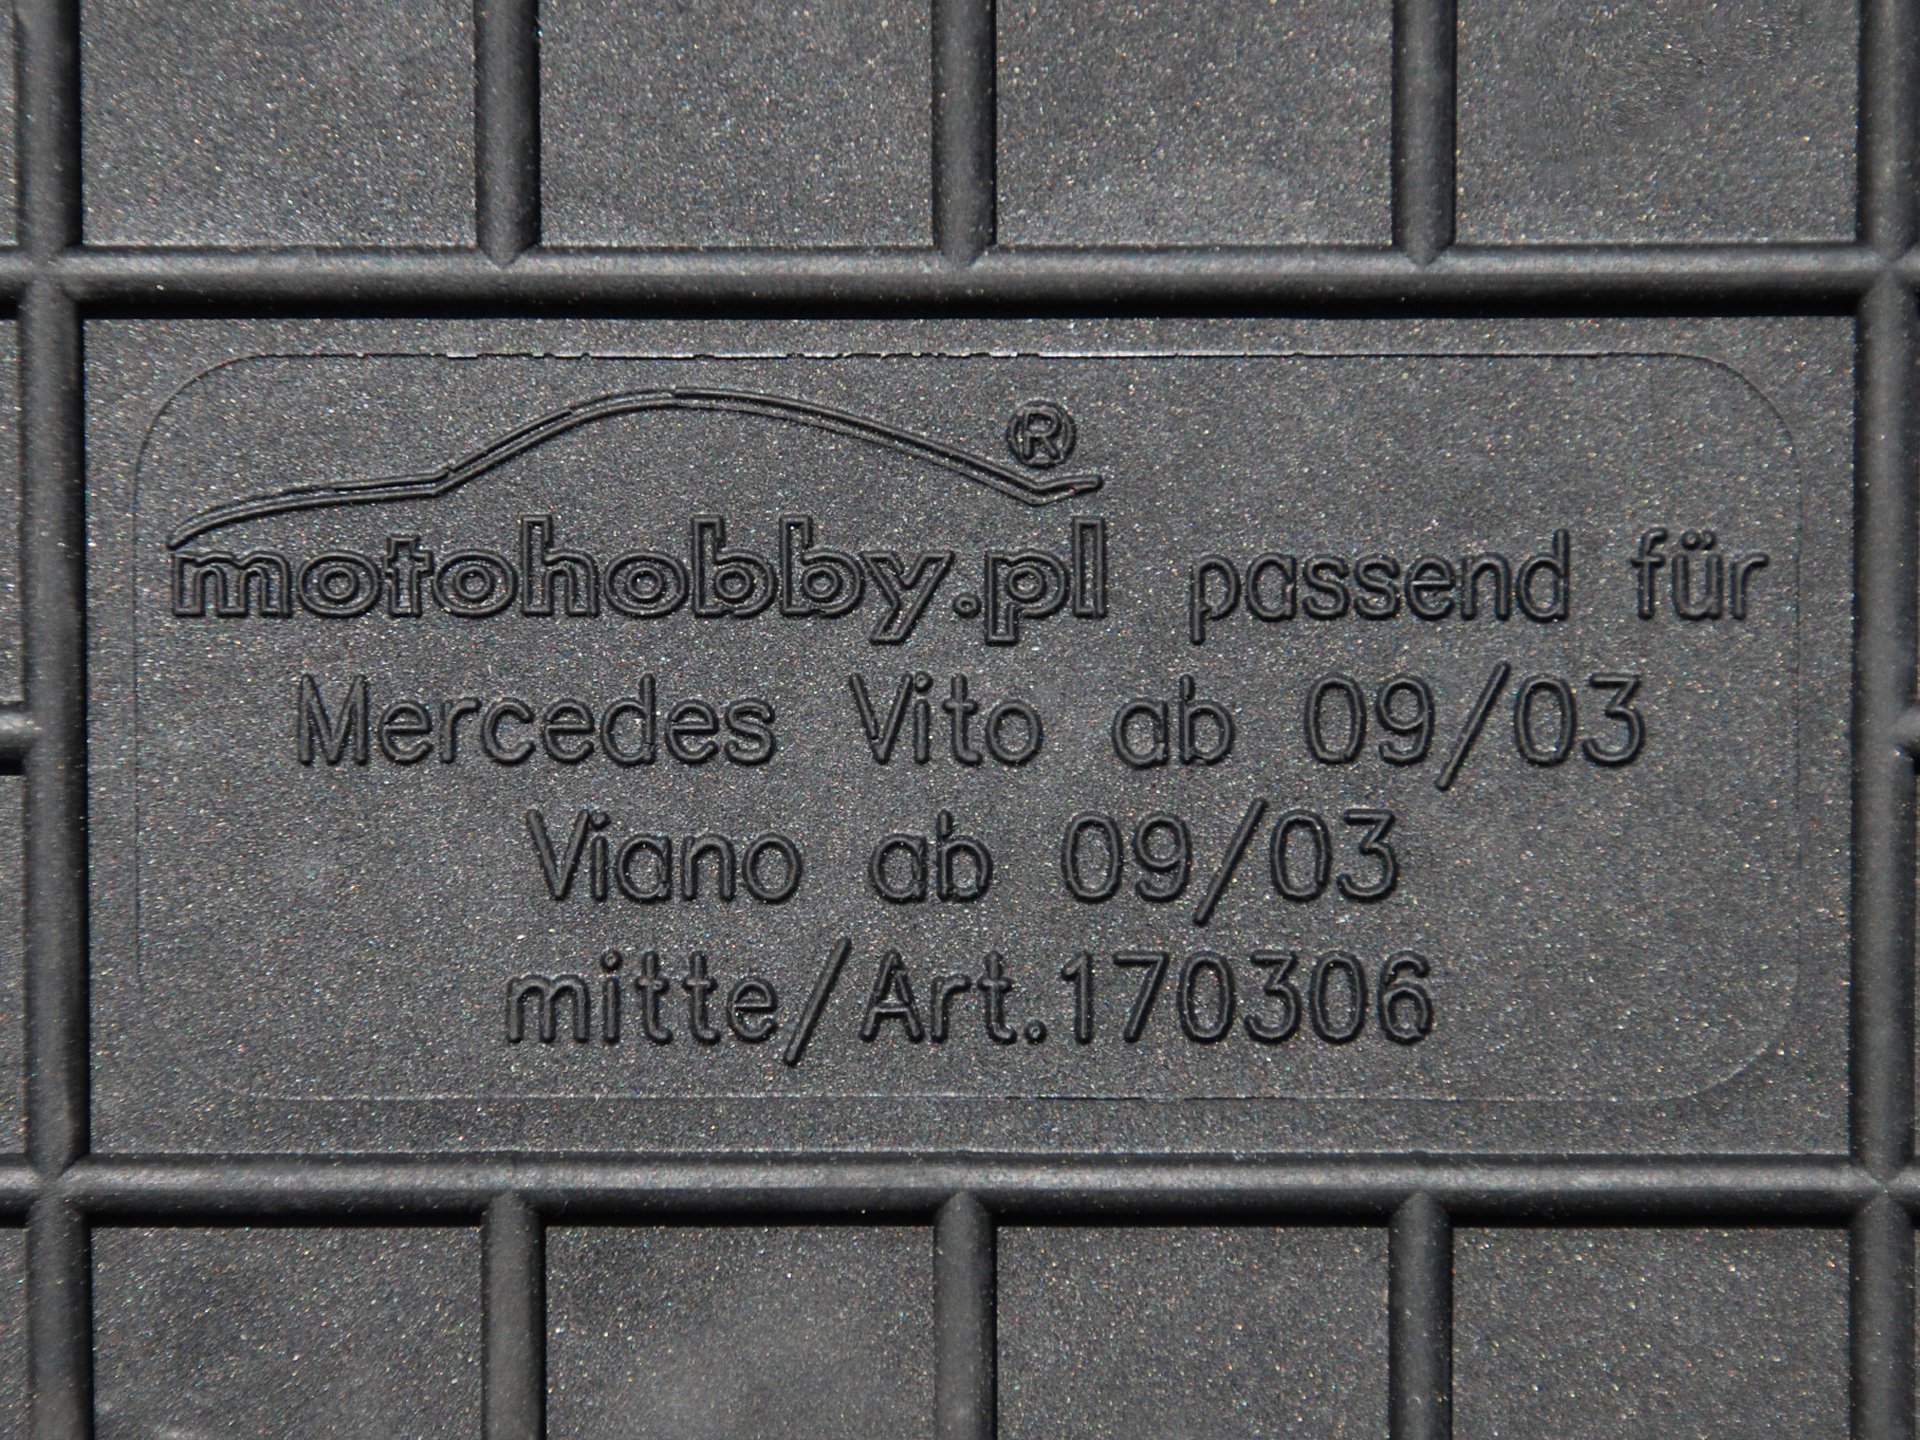 motohobby.pl® passend für
Mercedes Vito ab 09/03
Viano ab 09/03
mitte/Art.170306